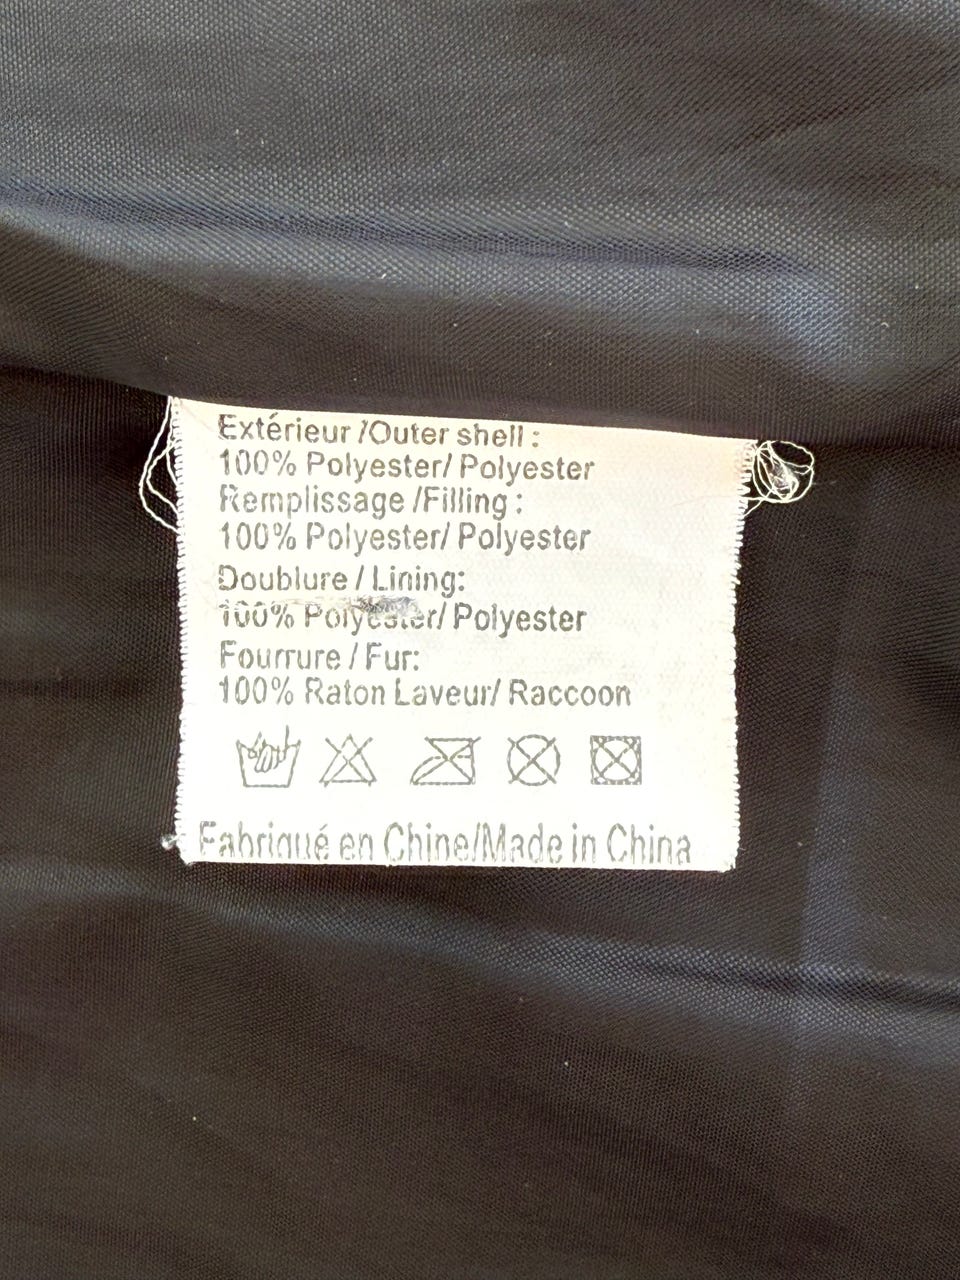 Extérieur /Outer shell :
100% Polyester/ Polyester
Remplissage /Filling :
100% Polyester/ Polyester
Doublure / Lining:
100% Polyester/ Polyester
Fourrure / Fur:
100% Raton Laveur/ Raccoon
Fabriqué en Chine/Made in China